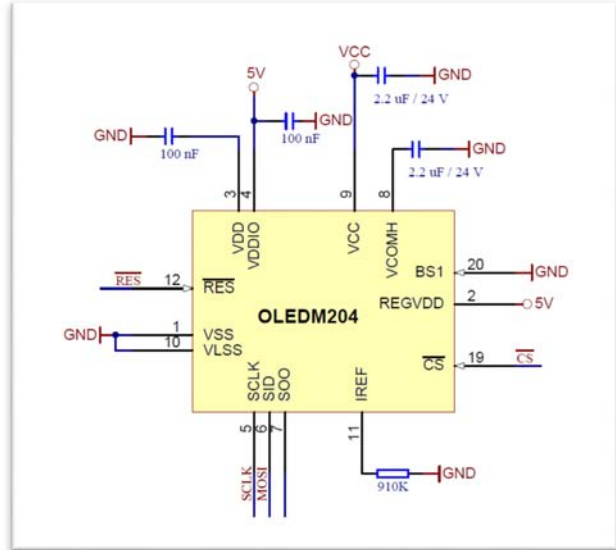 VCC
5V
GND
2.2 uF / 24 V
GND
100 nF
GND
100 nF
GND
2.2 uF / 24 V
3
4
9
8
VDD
VDDIO
VCC
VCOMH
RES
12
RES
BS1
20
GND
REGVDD
2
5V
OLEDM204
GND
1
VSS
10
VLSS
CS
19
CS
SCLK
SID
SOO
IREF
5
6
7
11
SCLK
MOSI
910K
GND